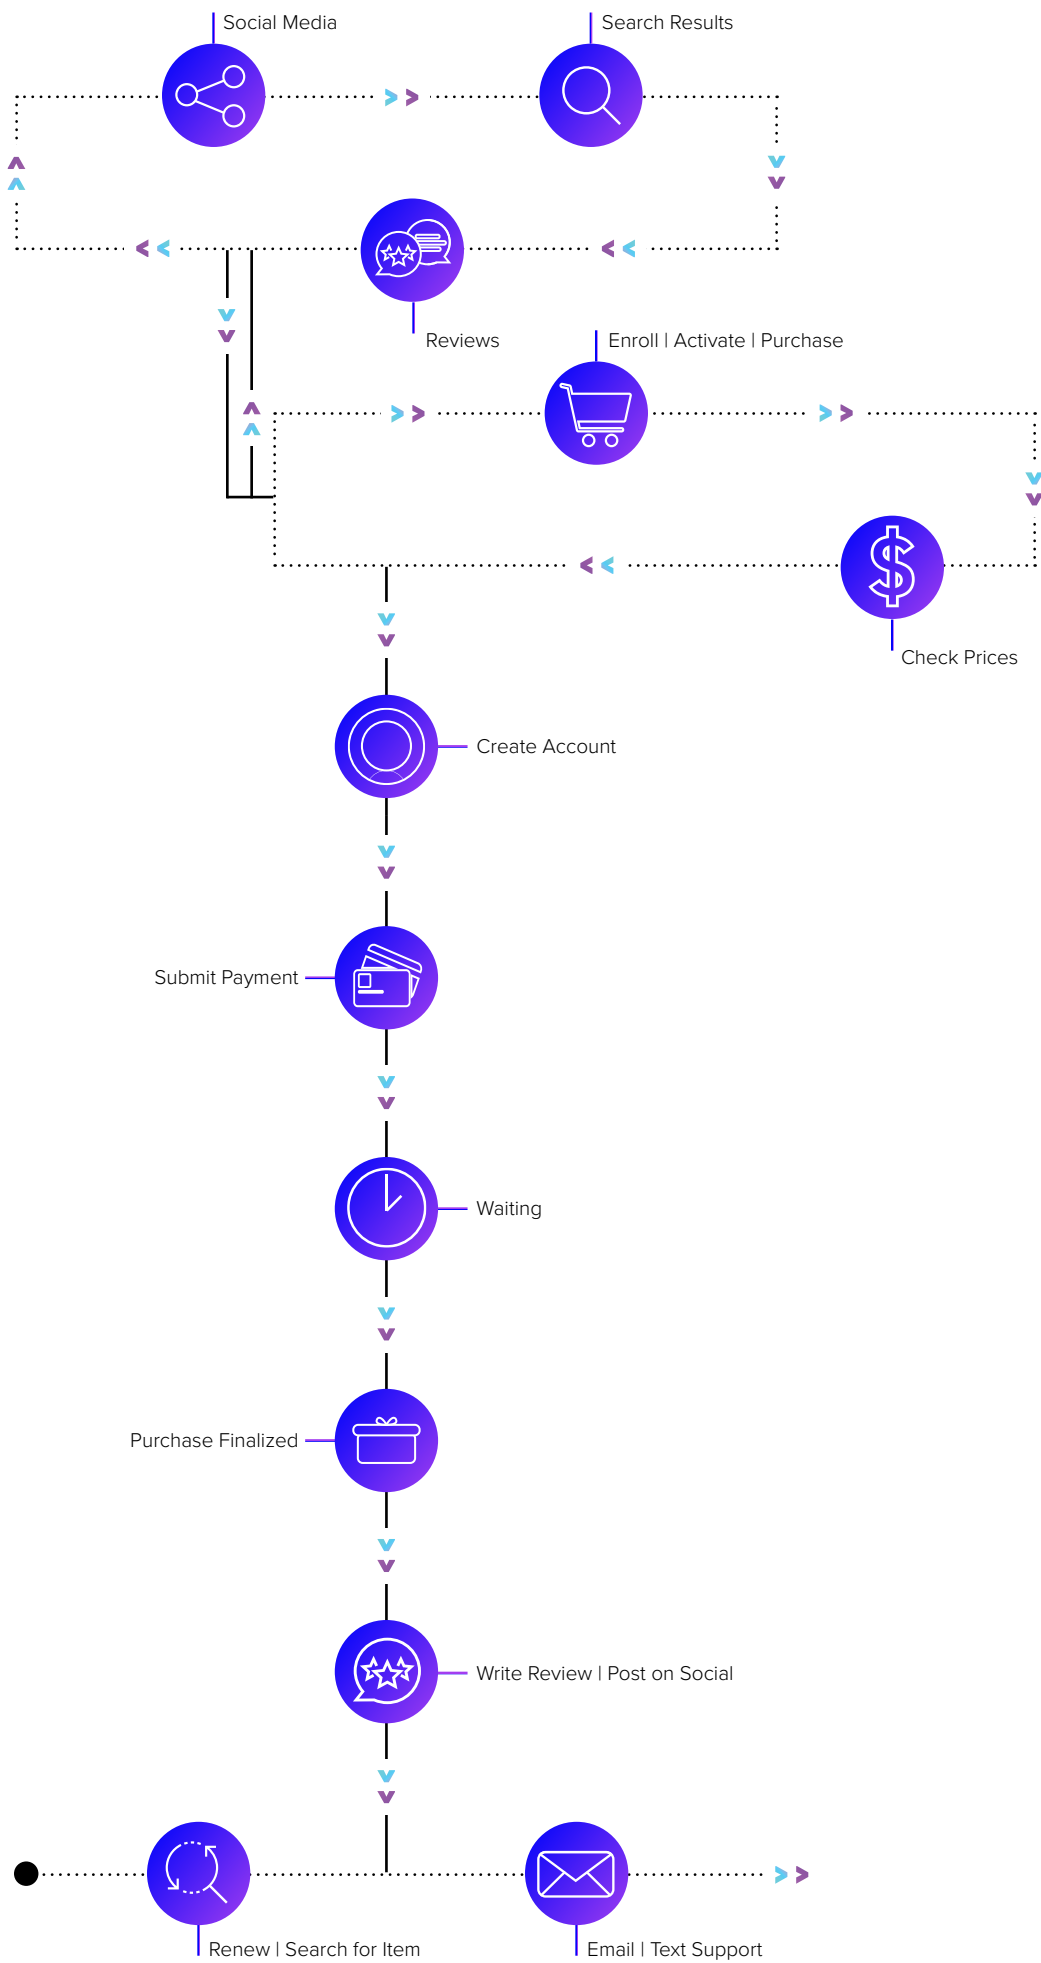 Social Media
Search Results
Reviews
Enroll | Activate | Purchase
Check Prices
Create Account
Submit Payment
Waiting
Purchase Finalized
Write Review | Post on Social
Renew | Search for Item
Email | Text Support